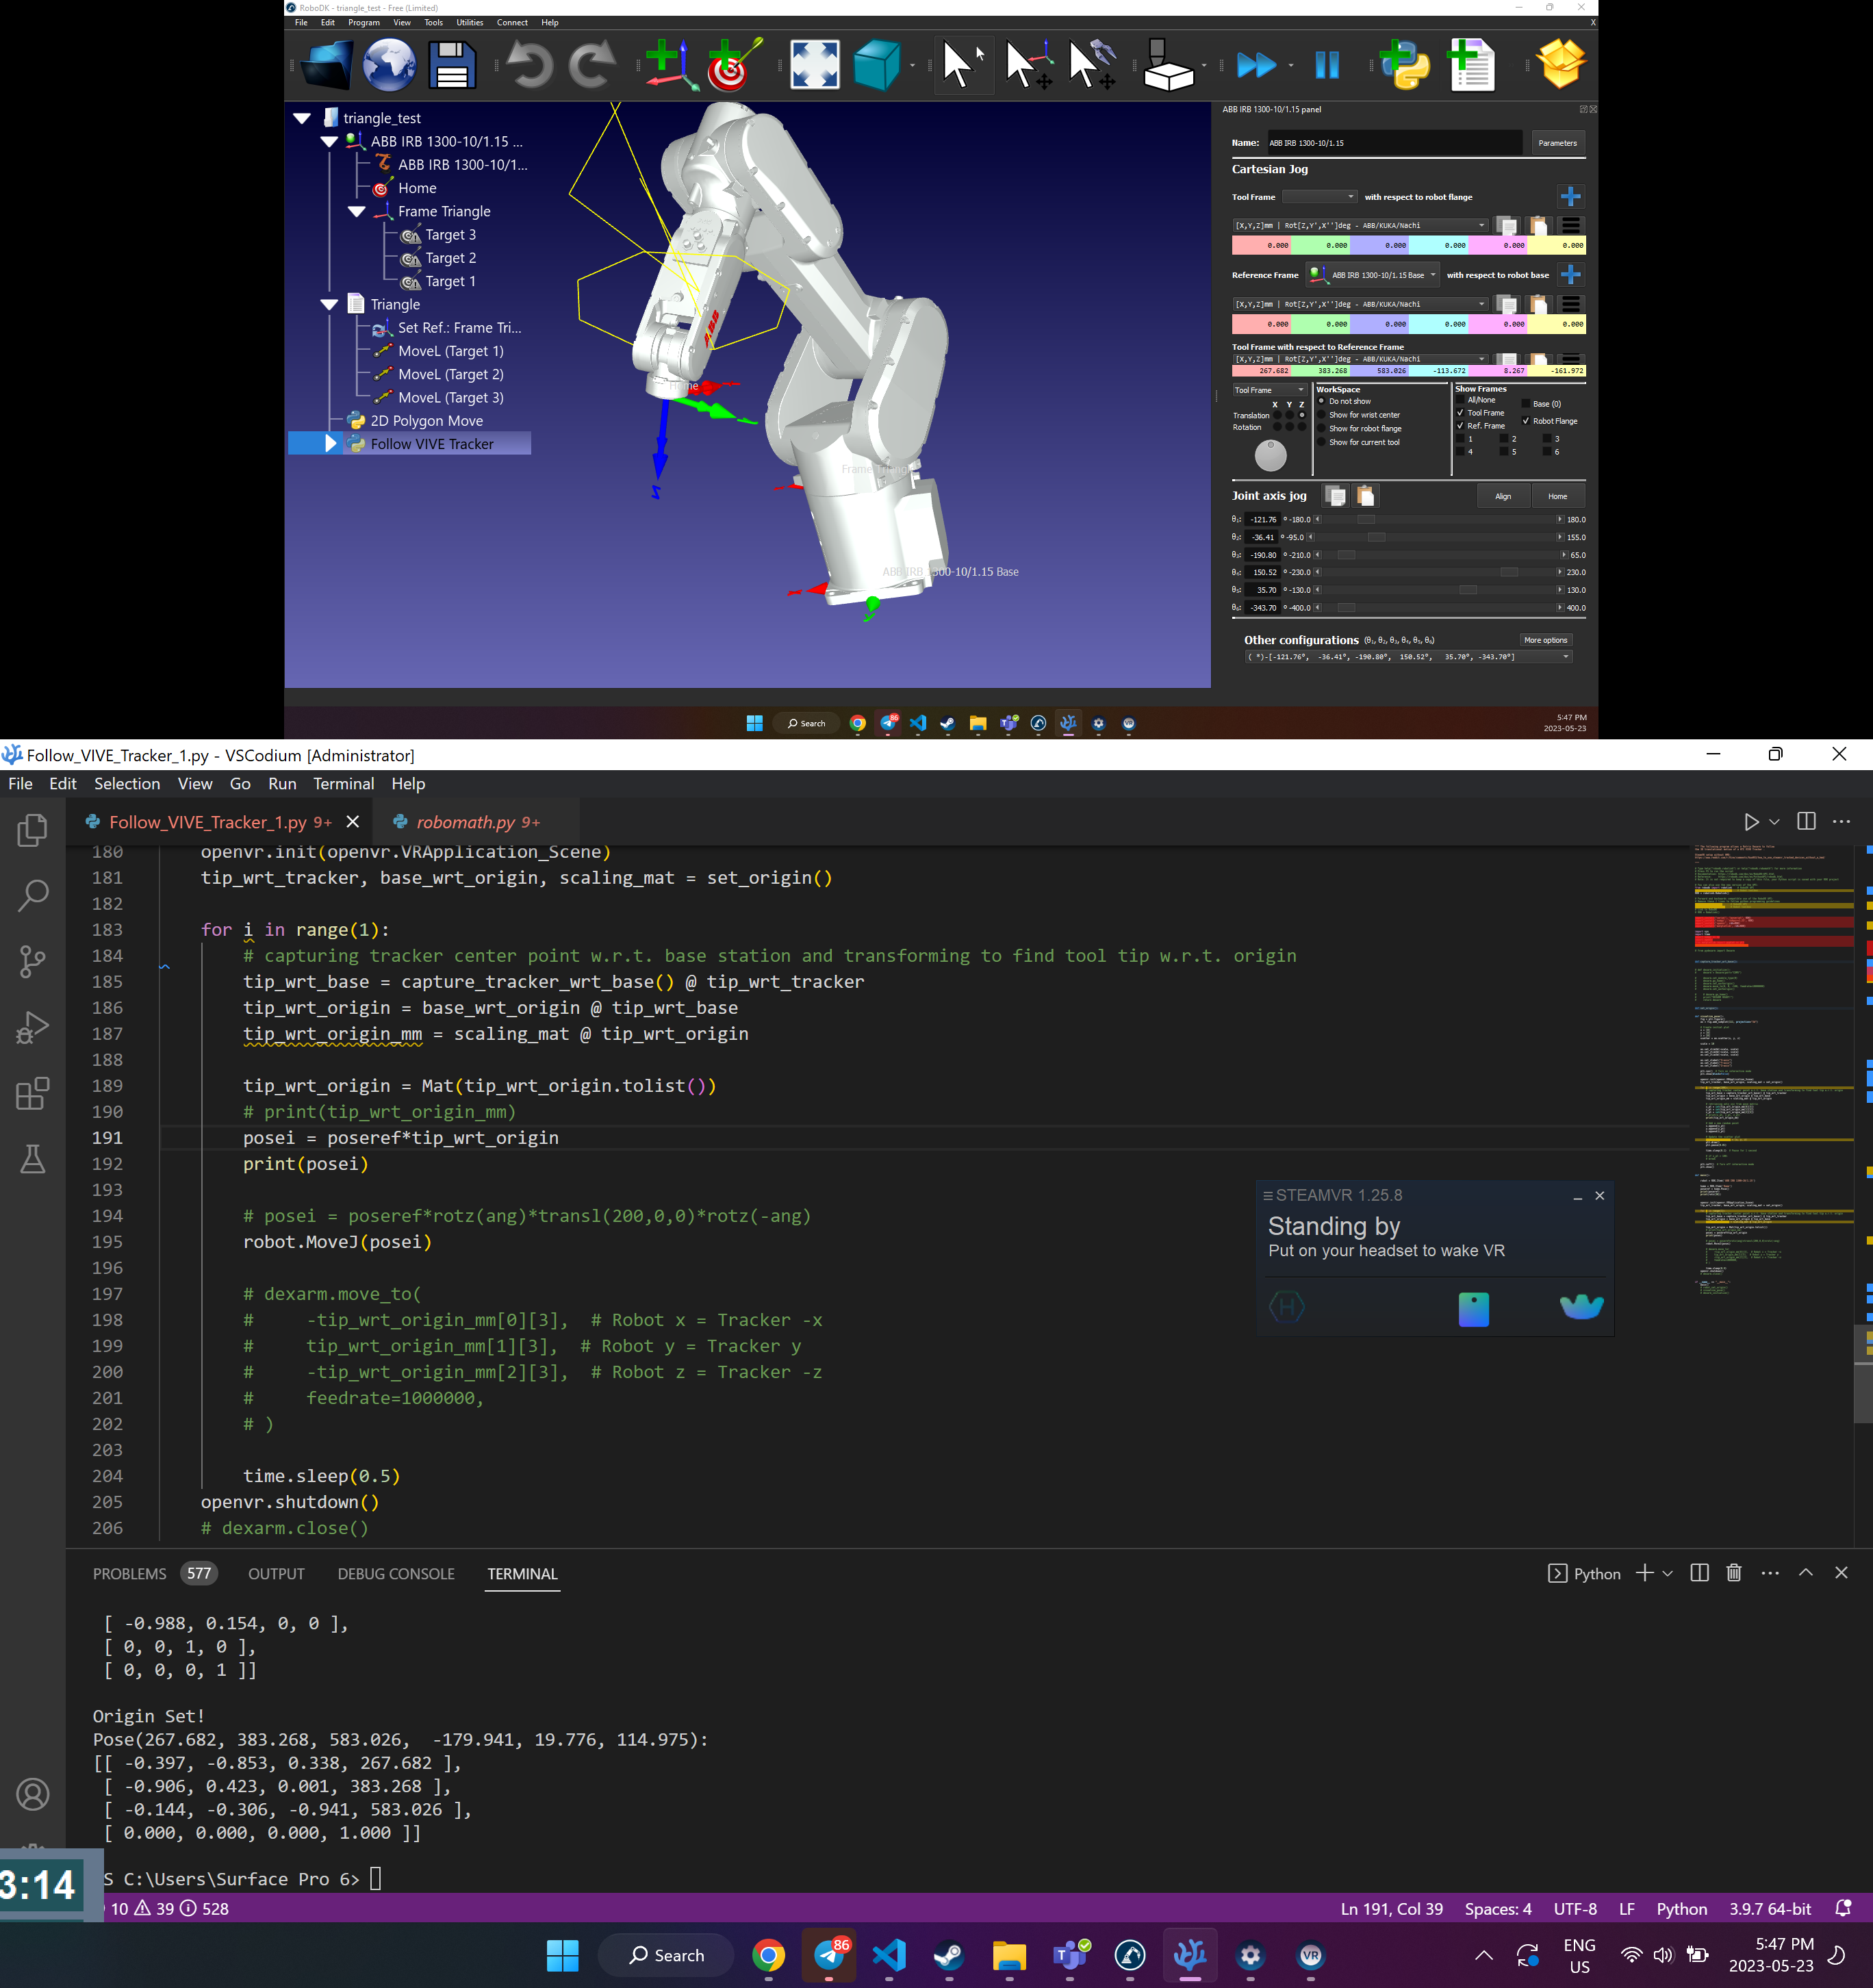 RoboDK - triangle_test - Free (Limited)
File Edit Program View Tools Utilities Connect Help X
triangle_test
ABB IRB 1300-10/1.15 ...
ABB IRB 1300-10/1...
Home
Frame Triangle
Target 3
Target 2
Target 1
Triangle
Set Ref.: Frame Tri...
MoveL (Target 1)
MoveL (Target 2)
MoveL (Target 3)
2D Polygon Move
Follow VIVE Tracker
ABB
Home
Z
Frame Triangle
ABB IRB 1300-10/1.15 Base
ABB IRB 1300-10/1.15 panel
Name: ABB IRB 1300-10/1.15 Parameters
Cartesian Jog
Tool Frame with respect to robot flange
[X,Y,Z]mm | Rot[Z,Y',X'']deg - ABB/KUKA/Nachi
0.000 0.000 0.000 0.000 0.000 0.000
Reference Frame ABB IRB 1300-10/1.15 Base with respect to robot base
[X,Y,Z]mm | Rot[Z,Y',X'']deg - ABB/KUKA/Nachi
0.000 0.000 0.000 0.000 0.000 0.000
Tool Frame with respect to Reference Frame
[X,Y,Z]mm | Rot[Z,Y',X'']deg - ABB/KUKA/Nachi
267.682 383.268 583.026 -113.672 8.267 -161.972
Tool Frame
X Y Z
Translation
Rotation
WorkSpace
Do not show
Show for wrist center
Show for robot flange
Show for current tool
Show Frames
All/None Base (0)
Tool Frame
Robot Flange
Ref. Frame
1 2 3
4 5 6
Joint axis jog Align Home
θ₁: -121.76 º -180.0 180.0
θ₂: -36.41 º -95.0 155.0
θ₃: -190.80 º -210.0 65.0
θ₄: 150.52 º -230.0 230.0
θ₅: 35.70 º -130.0 130.0
θ₆: -343.70 º -400.0 400.0
Other configurations (θ₁, θ₂, θ₃, θ₄, θ₅, θ₆) More options
( *)-[-121.76º, -36.41º, -190.80º, 150.52º, 35.70º, -343.70º]
Search 86
5:47 PM
2023-05-23
Follow_VIVE_Tracker_1.py - VSCodium [Administrator]
File Edit Selection View Go Run Terminal Help
Follow_VIVE_Tracker_1.py 9+ robomath.py 9+
180 openvr.init(openvr.VRApplication_Scene)
181 tip_wrt_tracker, base_wrt_origin, scaling_mat = set_origin()
182
183 for i in range(1):
184 # capturing tracker center point w.r.t. base station and transforming to find tool tip w.r.t. origin
185 tip_wrt_base = capture_tracker_wrt_base() @ tip_wrt_tracker
186 tip_wrt_origin = base_wrt_origin @ tip_wrt_base
187 tip_wrt_origin_mm = scaling_mat @ tip_wrt_origin
188
189 tip_wrt_origin = Mat(tip_wrt_origin.tolist())
190 # print(tip_wrt_origin_mm)
191 posei = poseref*tip_wrt_origin
192 print(posei)
193
194 # posei = poseref*rotz(ang)*transl(200,0,0)*rotz(-ang)
195 robot.MoveJ(posei)
196
197 # dexarm.move_to(
198 # -tip_wrt_origin_mm[0][3], # Robot x = Tracker -x
199 # tip_wrt_origin_mm[1][3], # Robot y = Tracker y
200 # -tip_wrt_origin_mm[2][3], # Robot z = Tracker -z
201 # feedrate=1000000,
202 # )
203
204 time.sleep(0.5)
205 openvr.shutdown()
206 # dexarm.close()
STEAMVR 1.25.8
Standing by
Put on your headset to wake VR
PROBLEMS 577 OUTPUT DEBUG CONSOLE TERMINAL Python
[ -0.988, 0.154, 0, 0 ],
[ 0, 0, 1, 0 ],
[ 0, 0, 0, 1 ]]
Origin Set!
Pose(267.682, 383.268, 583.026, -179.941, 19.776, 114.975):
[[ -0.397, -0.853, 0.338, 267.682 ],
[ -0.906, 0.423, 0.001, 383.268 ],
[ -0.144, -0.306, -0.941, 583.026 ],
[ 0.000, 0.000, 0.000, 1.000 ]]
S C:\Users\Surface Pro 6>
3:14
10 39 528 Ln 191, Col 39 Spaces: 4 UTF-8 LF Python 3.9.7 64-bit
Search 86 VR ENG
US
5:47 PM
2023-05-23